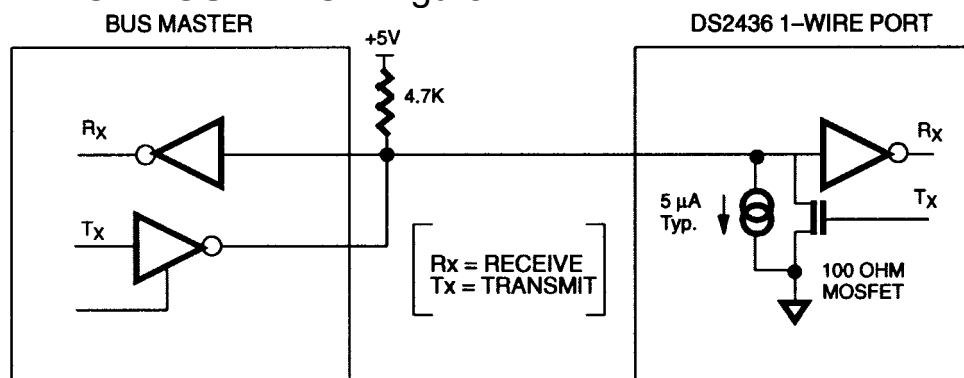 BUS MASTER
DS2436 1–WIRE PORT
+5V
4.7K
RX
RX
TX
TX
5 µA
Typ.
Rx = RECEIVE
Tx = TRANSMIT
100 OHM
MOSFET